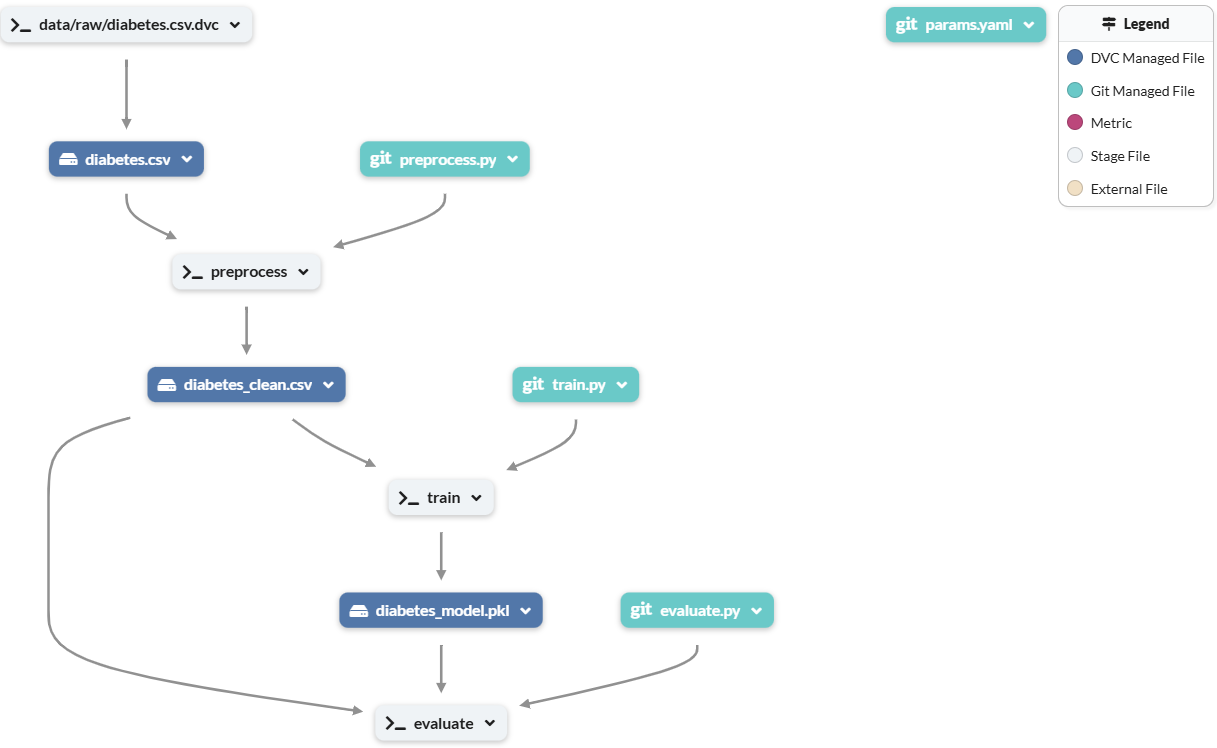 data/raw/diabetes.csv.dvc
git params.yaml
Legend
DVC Managed File
Git Managed File
Metric
Stage File
External File
diabetes.csv
git preprocess.py
preprocess
diabetes_clean.csv
git train.py
train
diabetes_model.pkl
git evaluate.py
evaluate